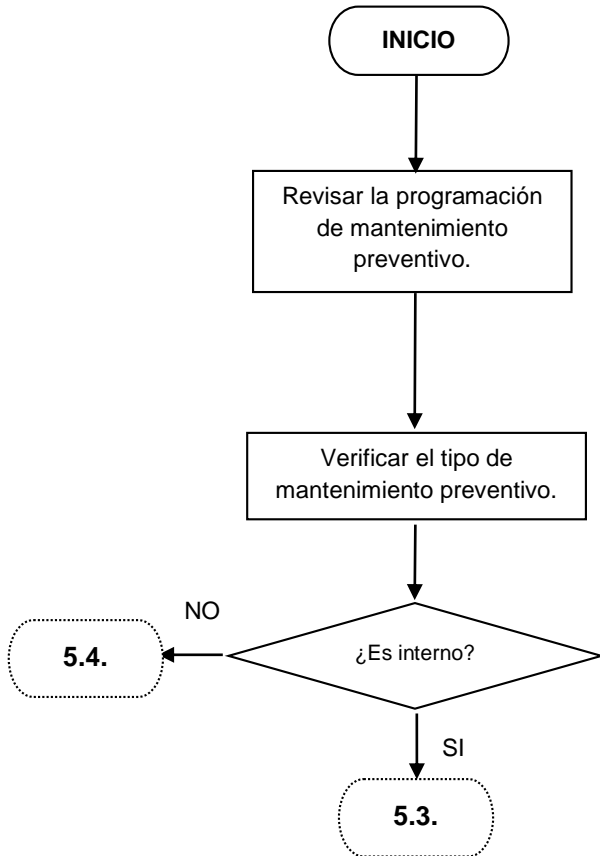 INICIO
Revisar la programación
de mantenimiento
preventivo.
Verificar el tipo de
mantenimiento preventivo.
NO
5.4.
¿Es interno?
SI
5.3.